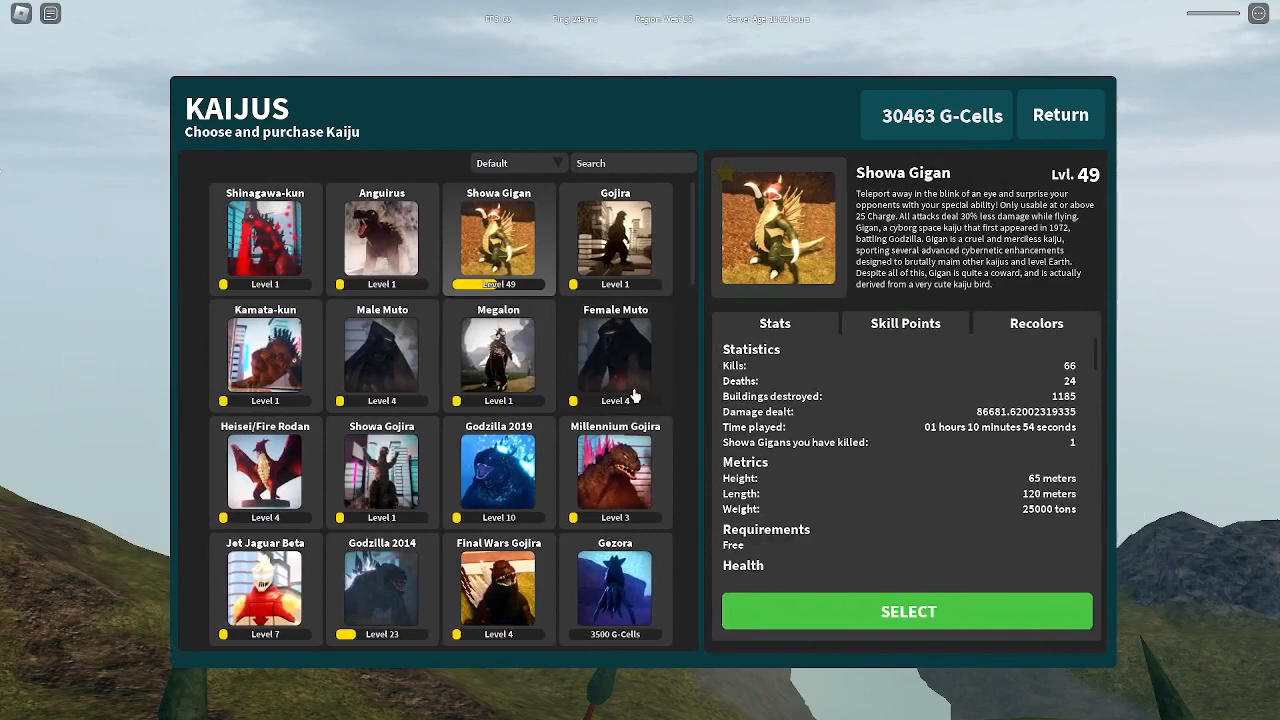 KAIJUS
Choose and purchase Kaiju
30463 G-Cells
Return
Default
Search
Shinagawa-kun
Anguirus
Showa Gigan
Gojira
Level 1
Level 1
Level 49
Level 1
Kamata-kun
Male Muto
Megalon
Female Muto
Level 1
Level 4
Level 1
Level 4
Heisei/Fire Rodan
Showa Gojira
Godzilla 2019
Millennium Gojira
Level 4
Level 1
Level 10
Level 3
Jet Jaguar Beta
Godzilla 2014
Final Wars Gojira
Gezora
Level 7
Level 23
Level 4
3500 G-Cells
Showa Gigan
Lvl. 49
Teleport away in the blink of an eye and surprise your
opponents with your special ability! Only usable at or above
25 Charge. All attacks deal 30% less damage while flying.
Gigan, a cyborg space kaiju that first appeared in 1972,
battling Godzilla. Gigan is a cruel and merciless kaiju,
sporting several advanced cybernetic enhancements
designed to brutally maim other kaijus and level Earth.
Despite all of this, Gigan is quite a coward, and is actually
derived from a very cute kaiju bird.
Stats
Skill Points
Recolors
Statistics
Kills: 66
Deaths: 24
Buildings destroyed: 1185
Damage dealt: 86681.62002319335
Time played: 01 hours 10 minutes 54 seconds
Showa Gigans you have killed: 1
Metrics
Height: 65 meters
Length: 120 meters
Weight: 25000 tons
Requirements
Free
Health
SELECT